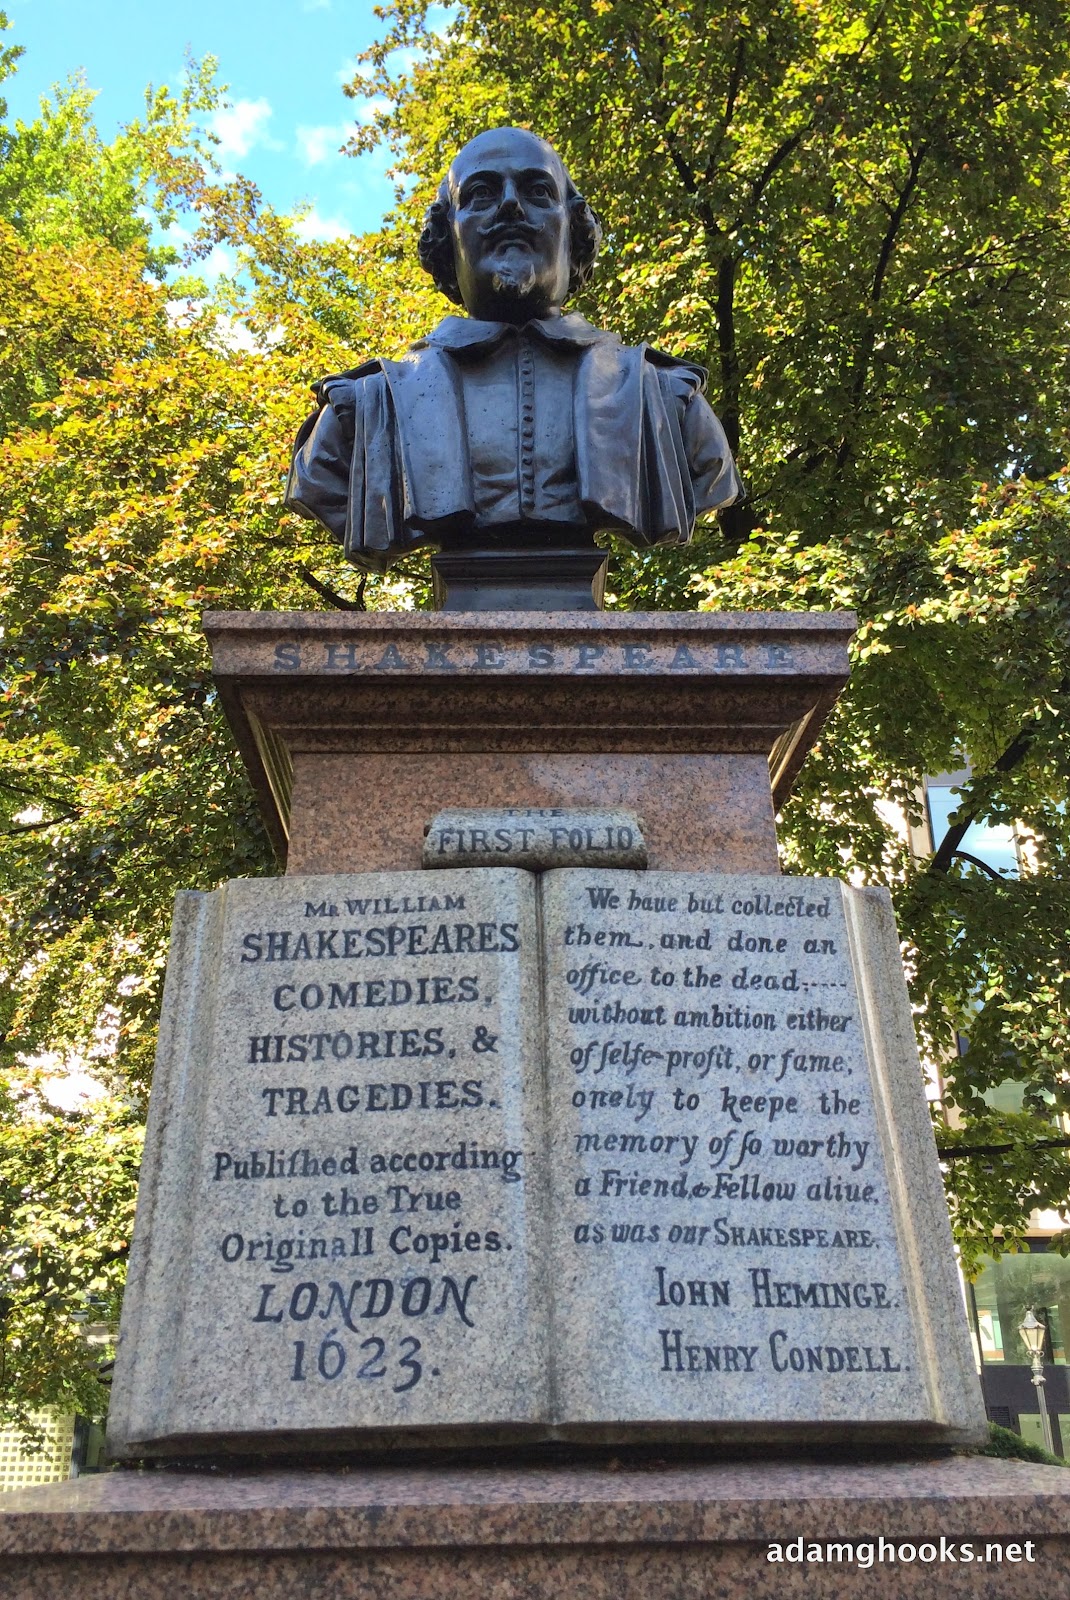 SHAKESPEARE
THE
FIRST FOLIO
MR WILLIAM
SHAKESPEARES
COMEDIES,
HISTORIES, &
TRAGEDIES.
Publiſhed according
to the True
Originall Copies.
LONDON
1623.
We haue but collected
them, and done an
office to the dead;----
without ambition either
of ſelfe-profit, or fame;
onely to keepe the
memory of ſo worthy
a Friend, & Fellow aliue,
as was our SHAKESPEARE.
IOHN HEMINGE.
HENRY CONDELL.
adamghooks.net